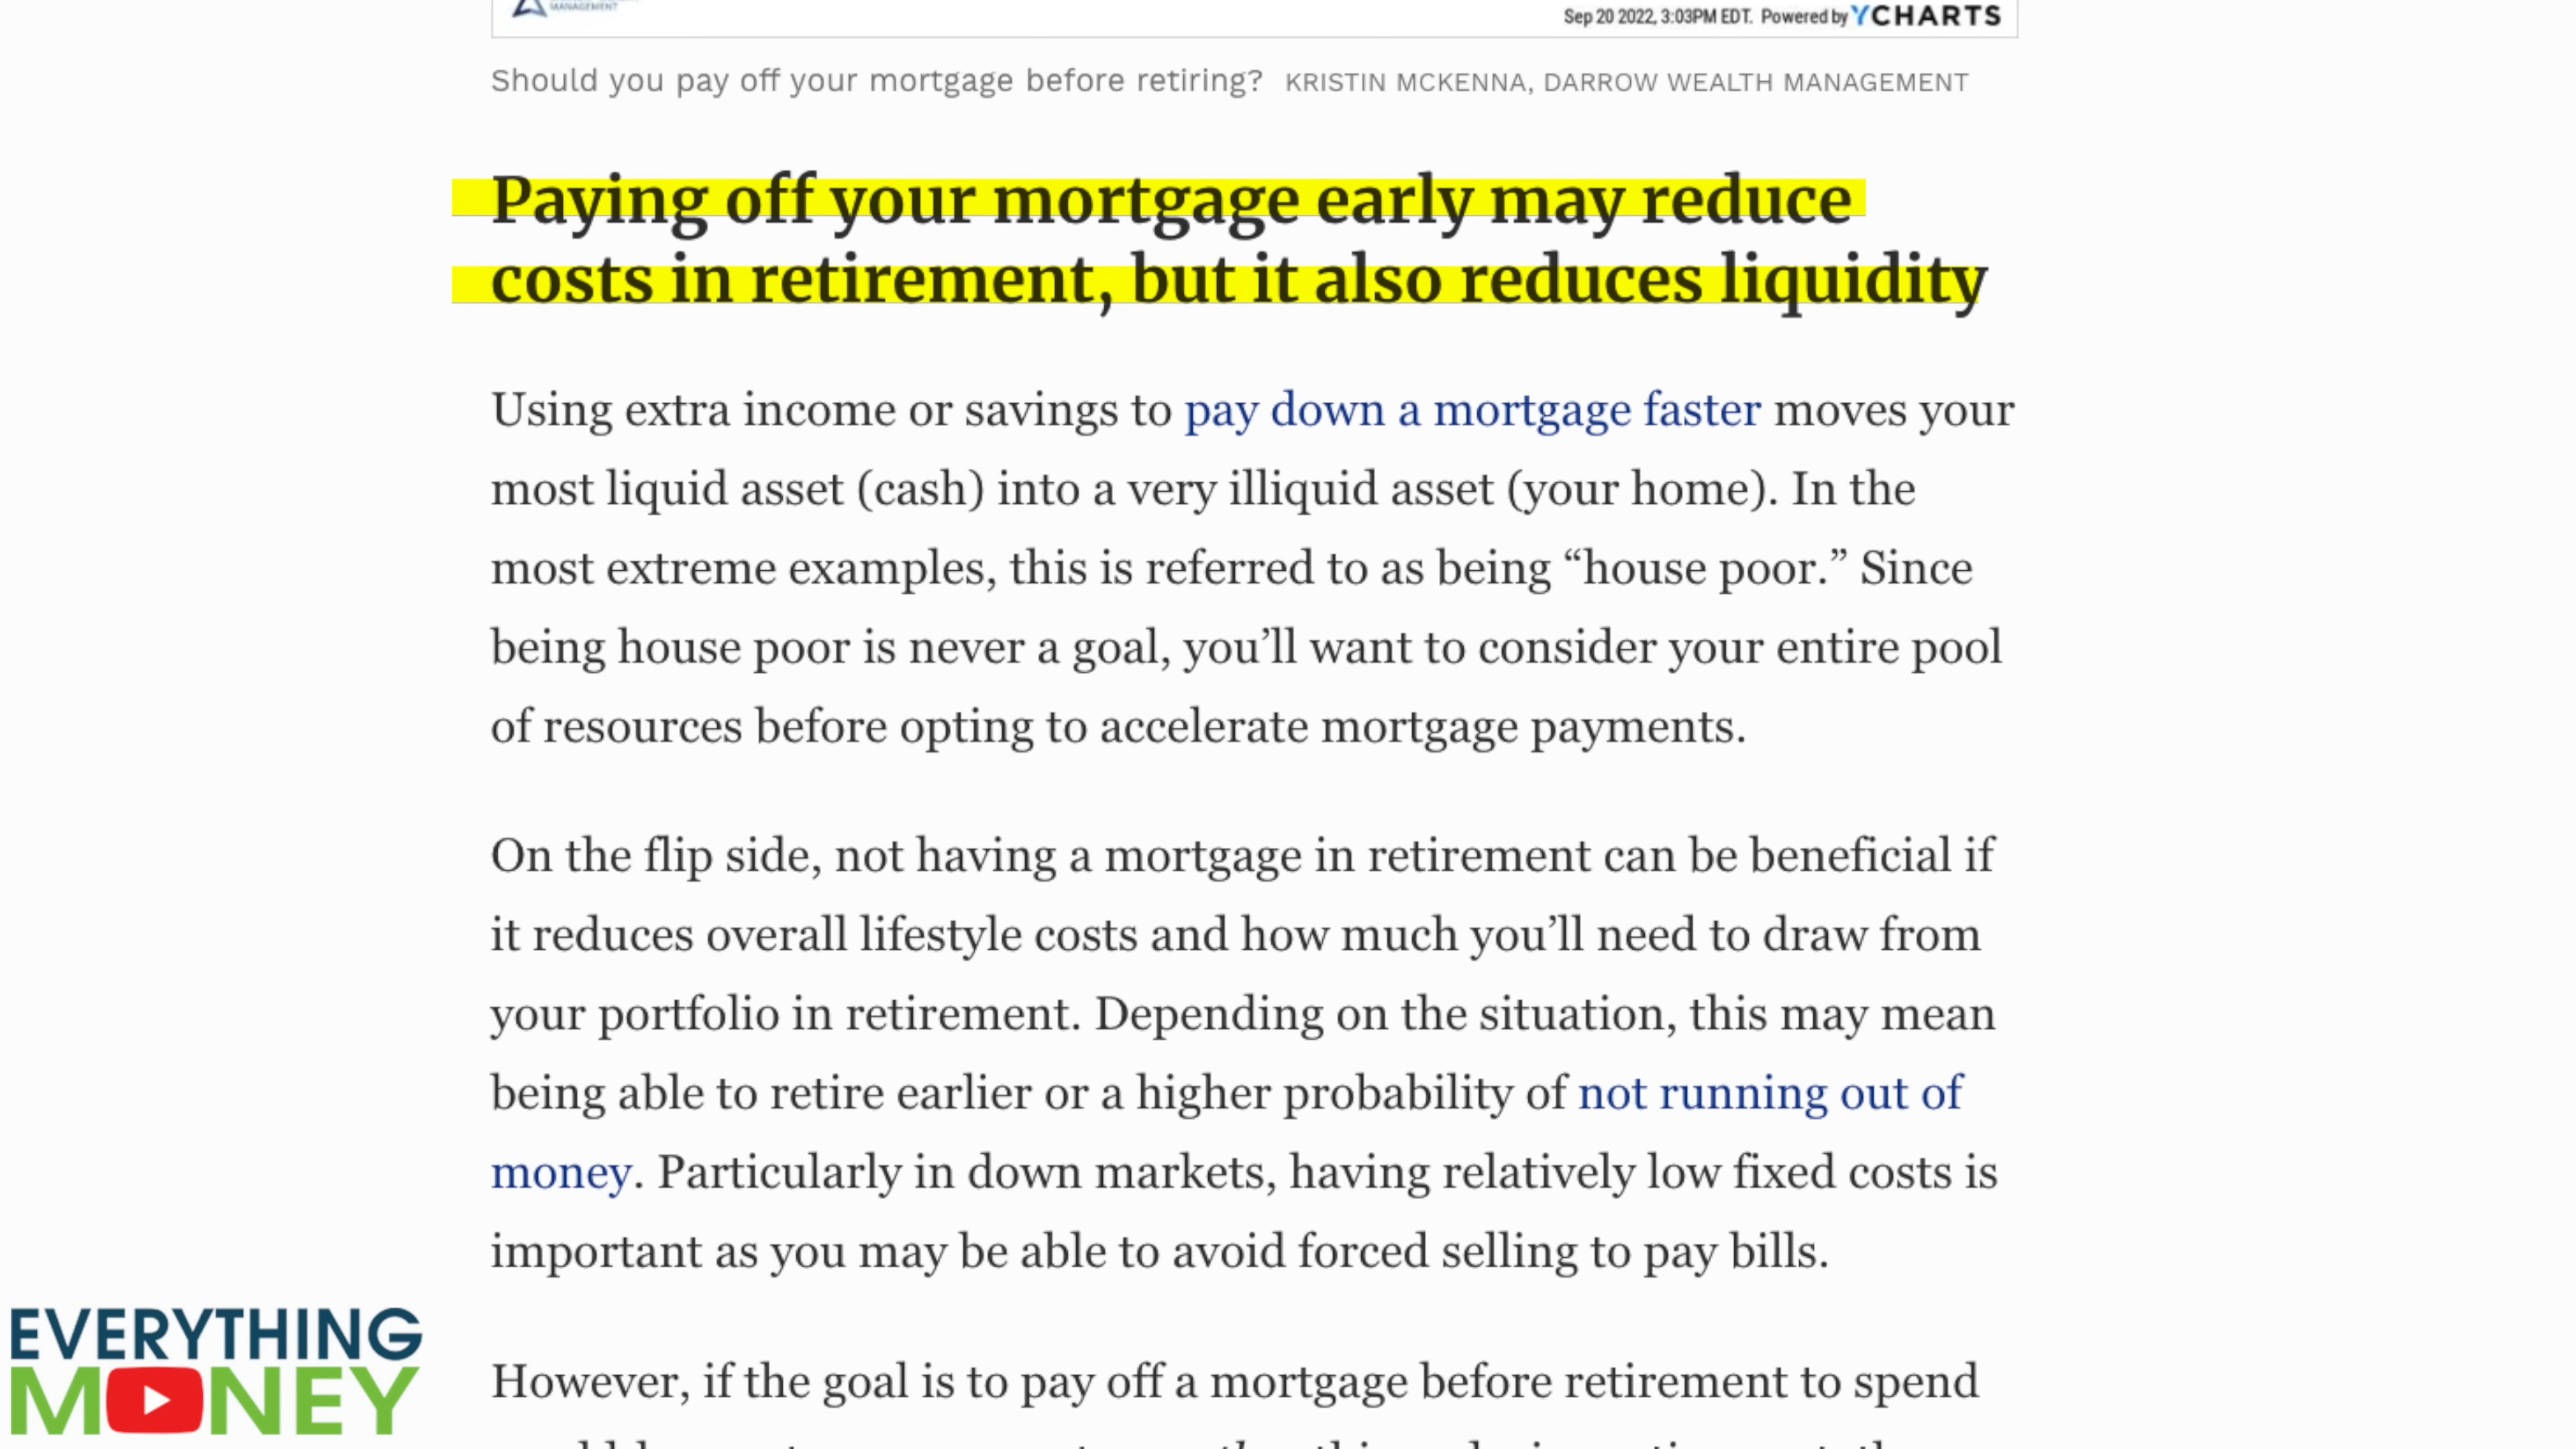 MANAGEMENT
Sep 20 2022, 3:03PM EDT. Powered by YCHARTS
Should you pay off your mortgage before retiring? KRISTIN MCKENNA, DARROW WEALTH MANAGEMENT
Paying off your mortgage early may reduce
costs in retirement, but it also reduces liquidity
Using extra income or savings to pay down a mortgage faster moves your
most liquid asset (cash) into a very illiquid asset (your home). In the
most extreme examples, this is referred to as being “house poor.” Since
being house poor is never a goal, you’ll want to consider your entire pool
of resources before opting to accelerate mortgage payments.
On the flip side, not having a mortgage in retirement can be beneficial if
it reduces overall lifestyle costs and how much you’ll need to draw from
your portfolio in retirement. Depending on the situation, this may mean
being able to retire earlier or a higher probability of not running out of
money. Particularly in down markets, having relatively low fixed costs is
important as you may be able to avoid forced selling to pay bills.
However, if the goal is to pay off a mortgage before retirement to spend
EVERYTHING
MONEY